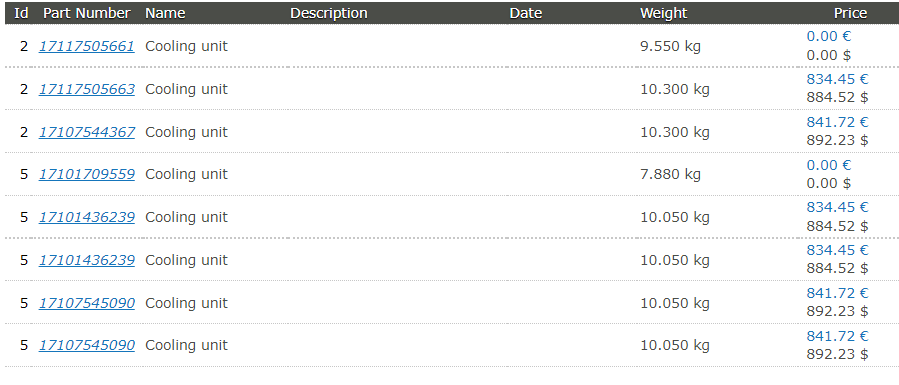 Id Part Number Name Description Date Weight Price
2 17117505661 Cooling unit 9.550 kg 0.00 €
0.00 $
2 17117505663 Cooling unit 10.300 kg 834.45 €
884.52 $
2 17107544367 Cooling unit 10.300 kg 841.72 €
892.23 $
5 17101709559 Cooling unit 7.880 kg 0.00 €
0.00 $
5 17101436239 Cooling unit 10.050 kg 834.45 €
884.52 $
5 17101436239 Cooling unit 10.050 kg 834.45 €
884.52 $
5 17107545090 Cooling unit 10.050 kg 841.72 €
892.23 $
5 17107545090 Cooling unit 10.050 kg 841.72 €
892.23 $